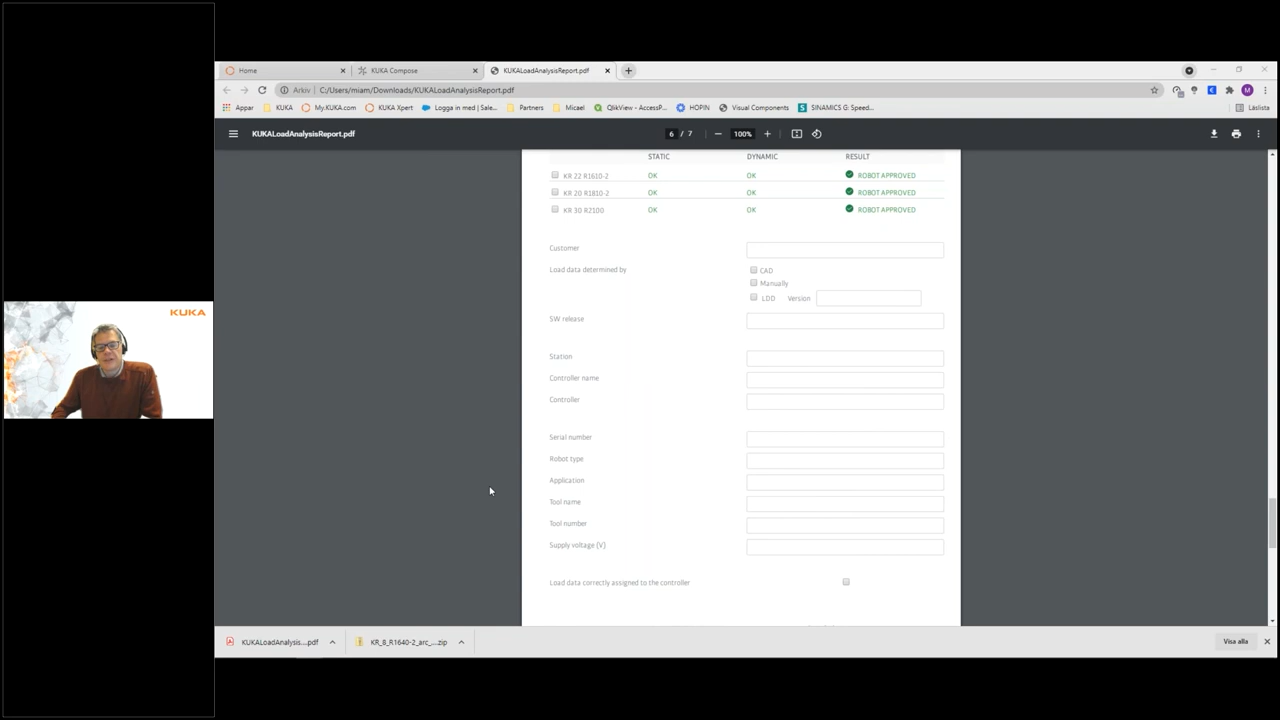 KUKA
Home
KUKA Compose
KUKALoadAnalysisReport.pdf
Arkiv
C:/Users/miam/Downloads/KUKALoadAnalysisReport.pdf
Appar
KUKA
My.KUKA.com
KUKA Xpert
Logga in med | Sale...
Partners
Micael
QlikView - AccessP...
HOPIN
Visual Components
SINAMICS G: Speed...
Läslista
KUKALoadAnalysisReport.pdf
6 / 7
100%
STATIC DYNAMIC RESULT
KR 22 R1610-2 OK OK ROBOT APPROVED
KR 20 R1810-2 OK OK ROBOT APPROVED
KR 30 R2100 OK OK ROBOT APPROVED
Customer
Load data determined by CAD
Manually
LDD Version
SW release
Station
Controller name
Controller
Serial number
Robot type
Application
Tool name
Tool number
Supply voltage (V)
Load data correctly assigned to the controller
KUKALoadAnalysis....pdf
KR_8_R1640-2_arc_....zip
Visa alla